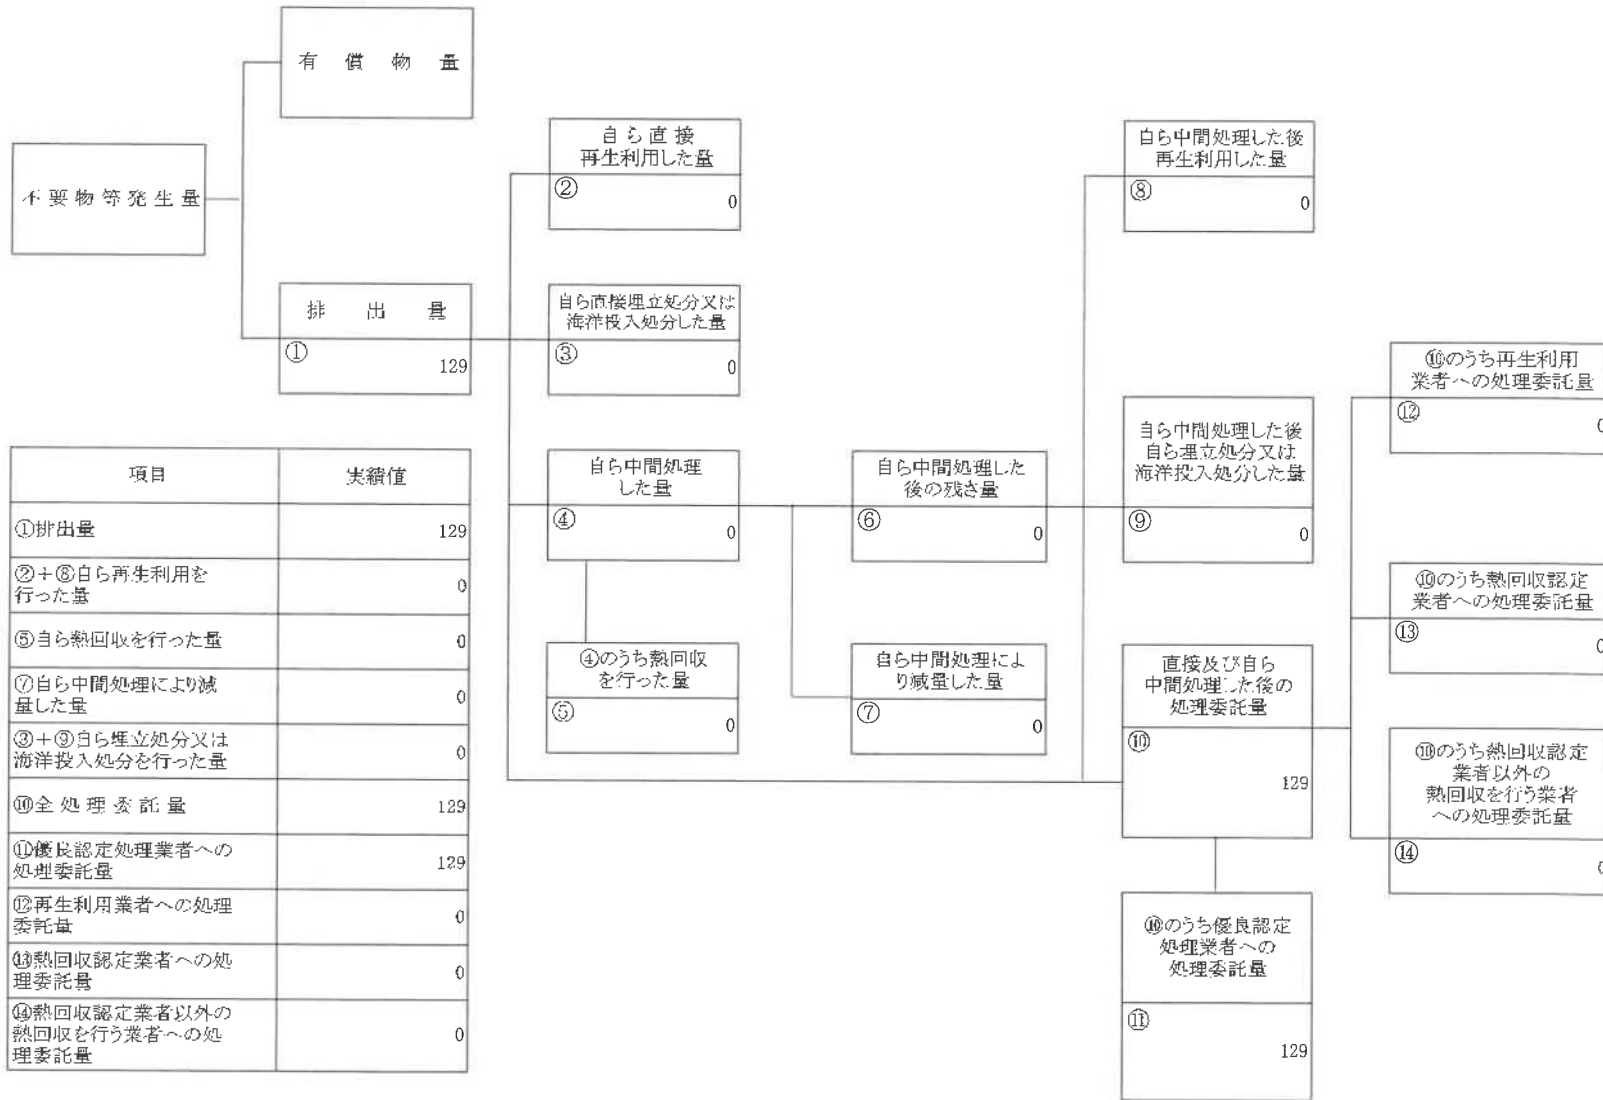 有償物量
不要物等発生量
排出量
①
129
自ら直接
再生利用した量
②
0
自ら直接埋立処分又は
海洋投入処分した量
③
0
自ら中間処理
した量
④
0
④のうち熱回収
を行った量
⑤
0
自ら中間処理した
後の残さ量
⑥
0
自ら中間処理によ
り減量した量
⑦
0
自ら中間処理した後
再生利用した量
⑧
0
自ら中間処理した後
自ら埋立処分又は
海洋投入処分した量
⑨
0
直接及び自ら
中間処理した後の
処理委託量
⑩
129
⑩のうち優良認定
処理業者への
処理委託量
⑪
129
⑩のうち再生利用
業者への処理委託量
⑫
0
⑩のうち熱回収認定
業者への処理委託量
⑬
0
⑩のうち熱回収認定
業者以外の
熱回収を行う業者
への処理委託量
⑭
0
項目 実績値
①排出量 129
②+⑧自ら再生利用を
行った量 0
⑤自ら熱回収を行った量 0
⑦自ら中間処理により減
量した量 0
③+⑨自ら埋立処分又は
海洋投入処分を行った量 0
⑩全処理委託量 129
⑪優良認定処理業者への
処理委託量 129
⑫再生利用業者への処理
委託量 0
⑬熱回収認定業者への処
理委託量 0
⑭熱回収認定業者以外の
熱回収を行う業者への処
理委託量 0